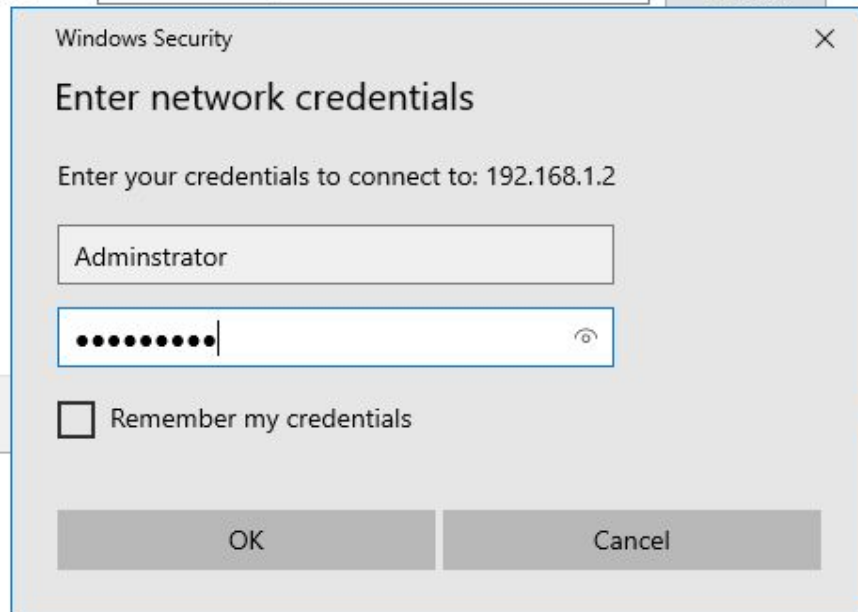 Windows Security
Enter network credentials
Enter your credentials to connect to: 192.168.1.2
Adminstrator
●●●●●●●●●
Remember my credentials
OK
Cancel